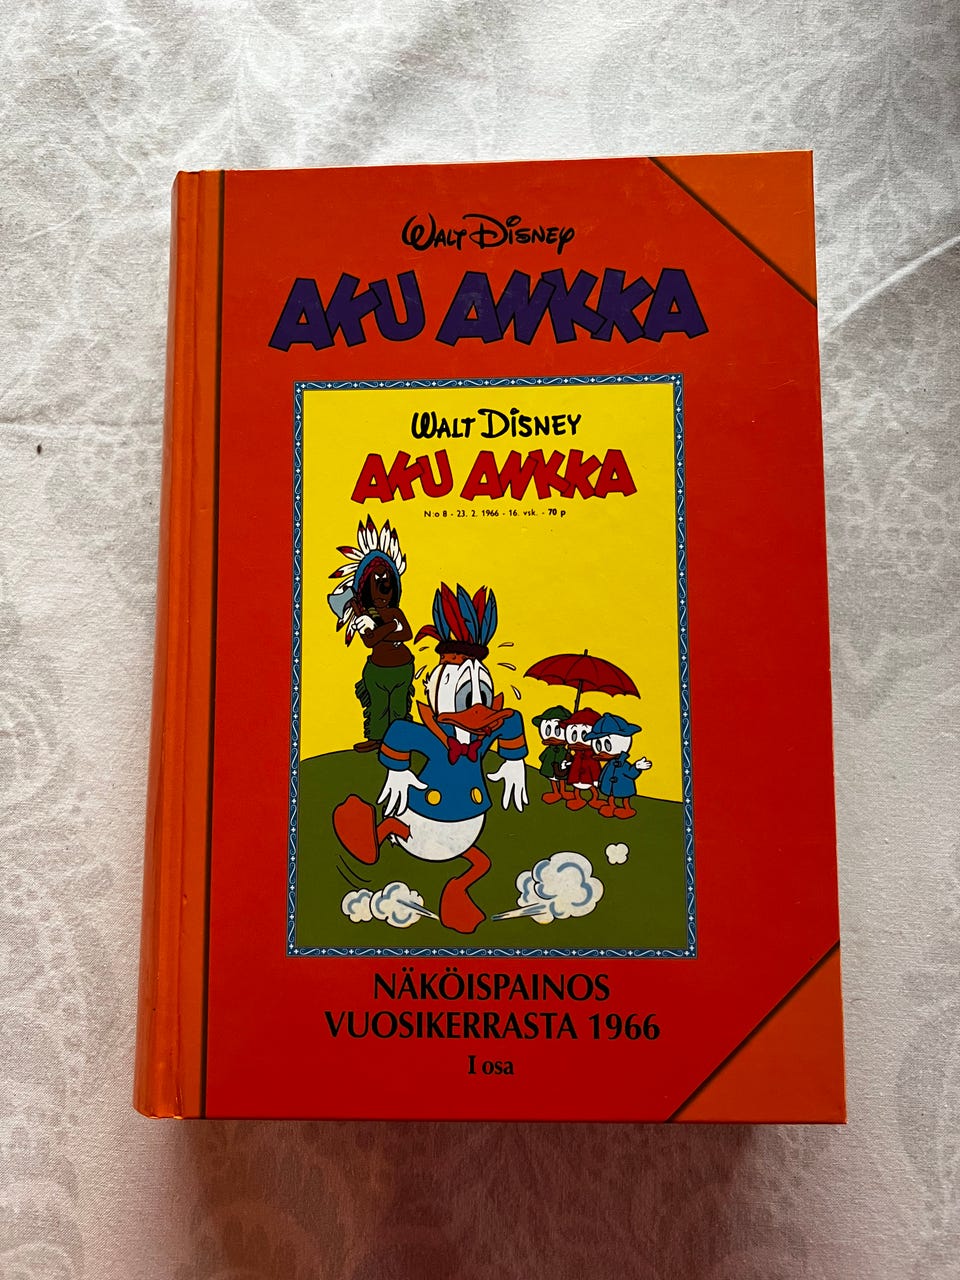 WALT DISNEY
AKU ANKKA
WALT DISNEY
AKU ANKKA
N:o 8 - 23. 2. 1966 - 16. vsk. - 70 p
NÄKÖISPAINOS
VUOSIKERRASTA 1966
I osa